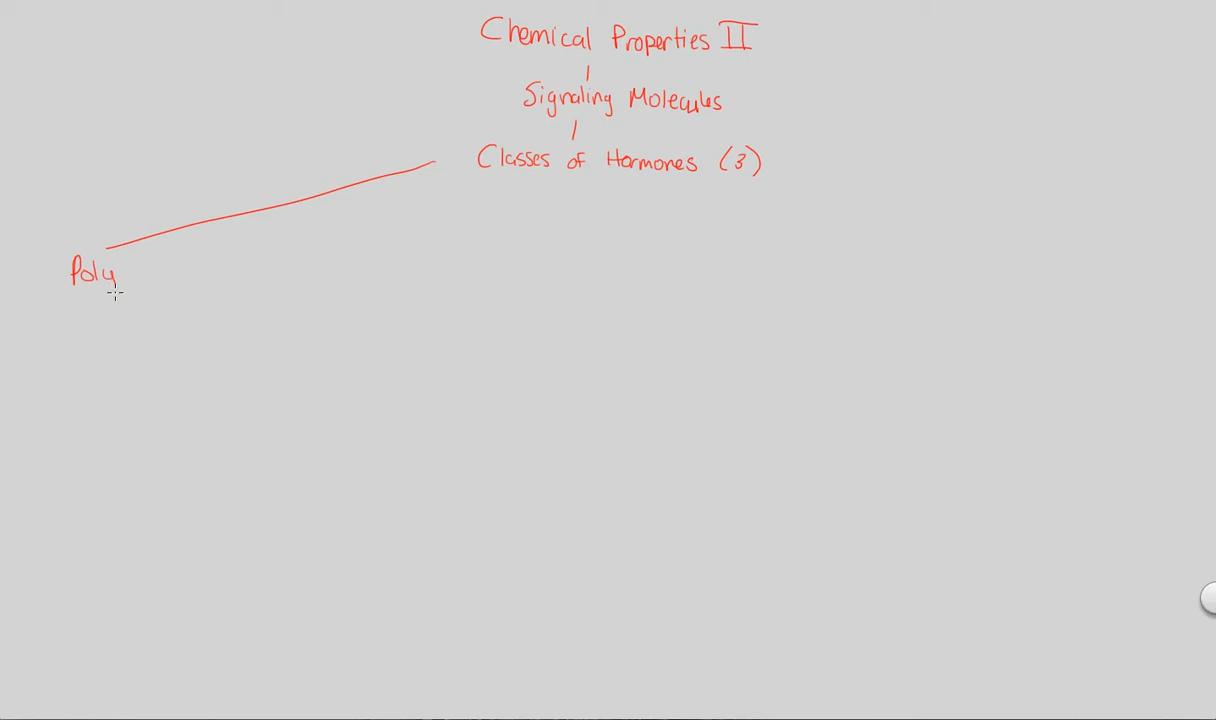 Chemical Properties II
Signaling Molecules
Classes of Hormones (3)
Poly